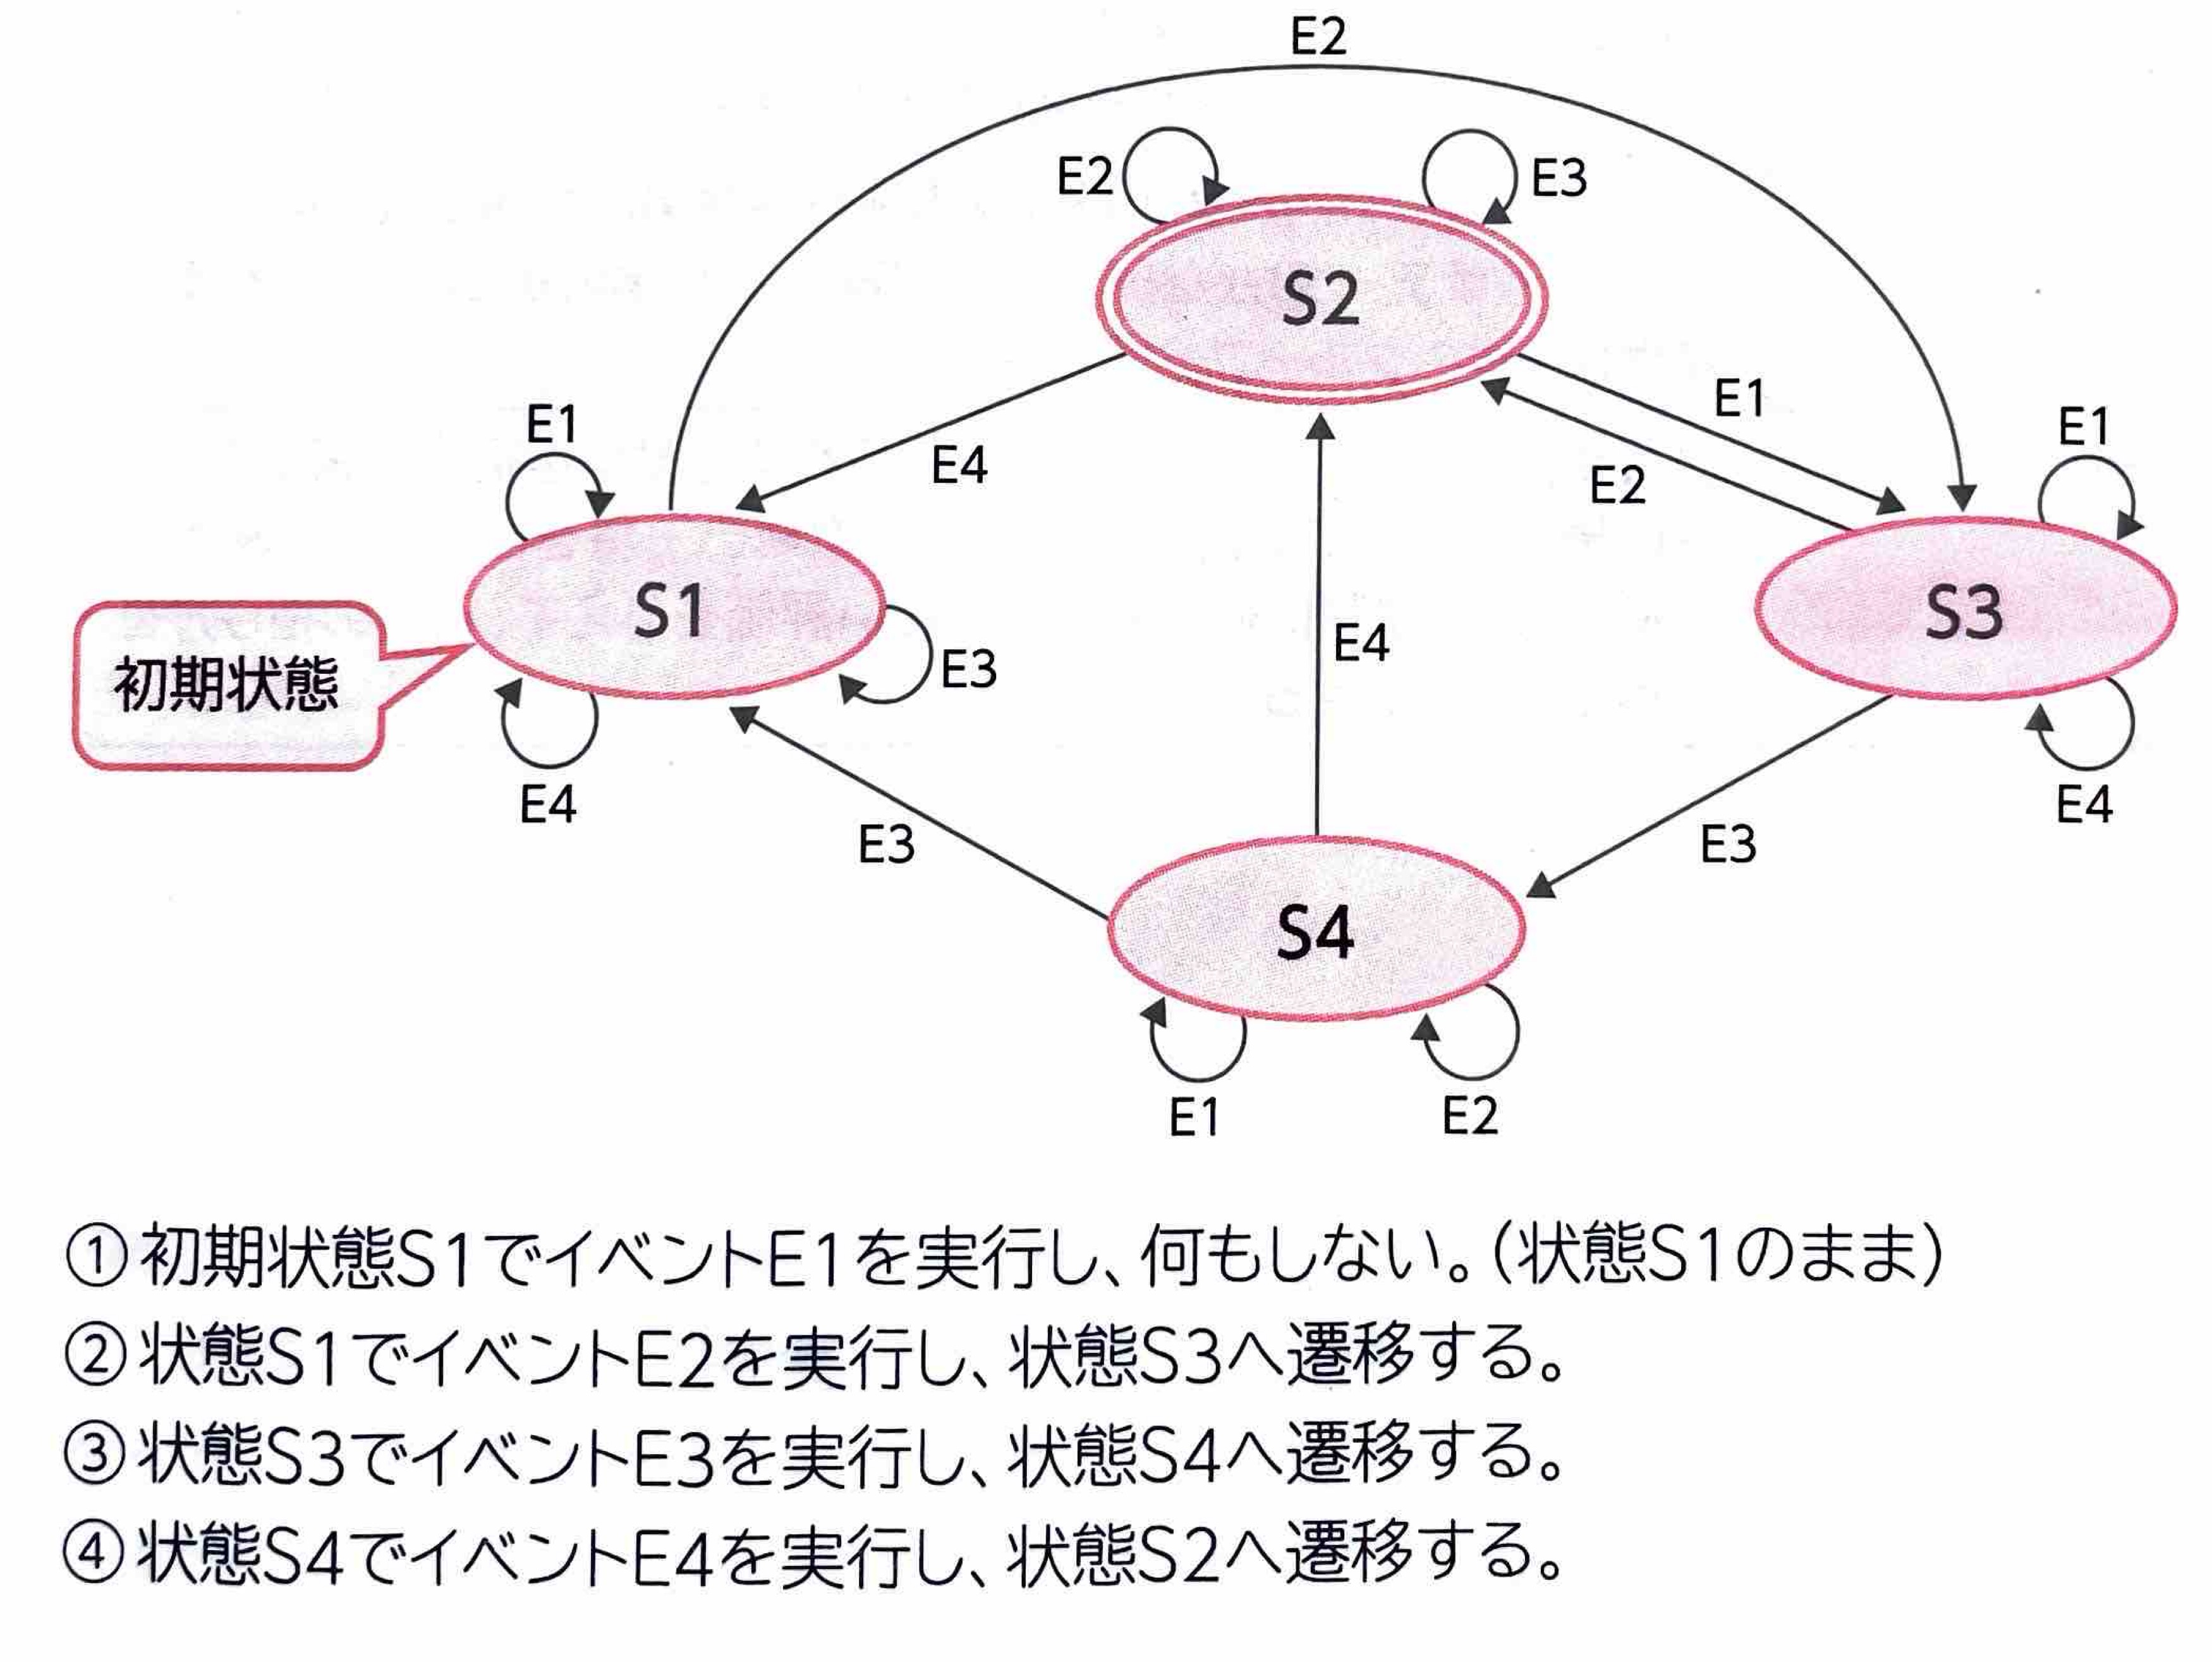 E2
E2
E3
S2
E1
E1
E1
E4
E2
S1
S3
E3
E4
初期状態
E4
E4
E3
E3
S4
E1
E2
①初期状態S1でイベントE1を実行し、何もしない。(状態S1のまま)
②状態S1でイベントE2を実行し、状態S3へ遷移する。
③状態S3でイベントE3を実行し、状態S4へ遷移する。
④状態S4でイベントE4を実行し、状態S2へ遷移する。